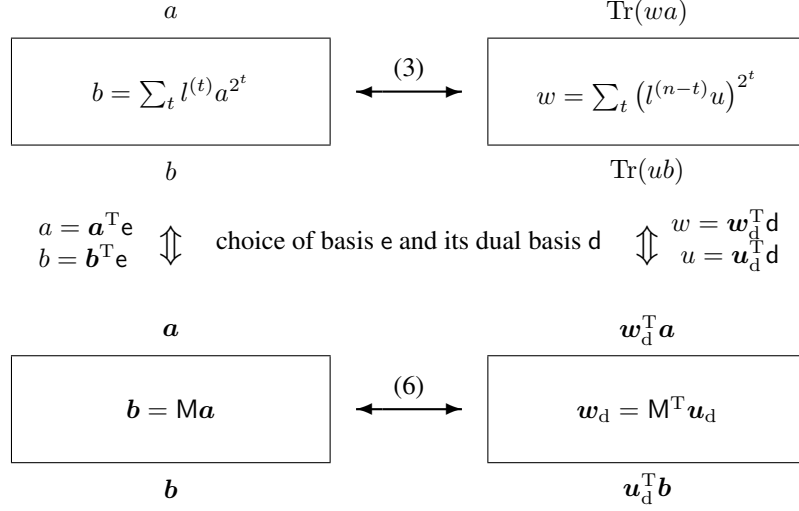 a Tr(wa)
b = ∑_t l^{(t)} a^{2^t} (3) w = ∑_t (l^{(n−t)} u)^{2^t}
b Tr(ub)
a = 𝒂^T e w = 𝒘_d^T d
b = 𝒃^T e choice of basis e and its dual basis d u = 𝒖_d^T d
𝒂 𝒘_d^T 𝒂
𝒃 = M𝒂 (6) 𝒘_d = M^T 𝒖_d
𝒃 𝒖_d^T 𝒃